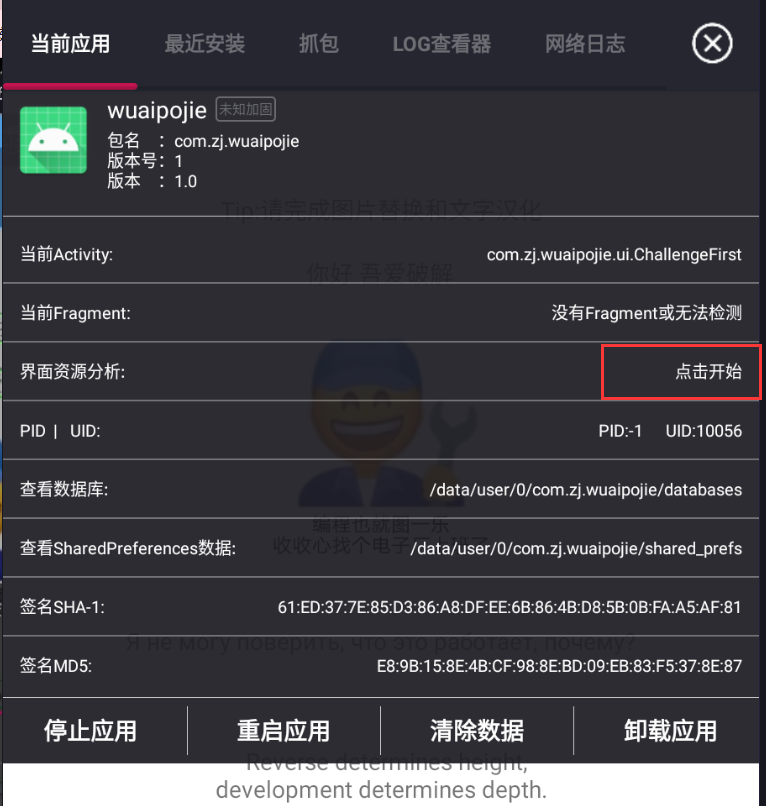 当前应用 最近安装 抓包 LOG查看器 网络日志
wuaipojie 未知加固
包名 ：com.zj.wuaipojie
版本号：1
版本 ：1.0
Tip:请完成图片替换和文字汉化
当前Activity: com.zj.wuaipojie.ui.ChallengeFirst
你好 吾爱破解
当前Fragment: 没有Fragment或无法检测
界面资源分析: 点击开始
PID | UID: PID:-1 UID:10056
查看数据库: /data/user/0/com.zj.wuaipojie/databases
编程也就图一乐
查看SharedPreferences数据: /data/user/0/com.zj.wuaipojie/shared_prefs
收收心找个电子厂
签名SHA-1: 61:ED:37:7E:85:D3:86:A8:DF:EE:6B:86:4B:D8:5B:0B:FA:A5:AF:81
Я не могу поверить, что это работает, почему?
签名MD5: E8:9B:15:8E:4B:CF:98:8E:BD:09:EB:83:F5:37:8E:87
停止应用 重启应用 清除数据 卸载应用
Reverse determines height,
development determines depth.